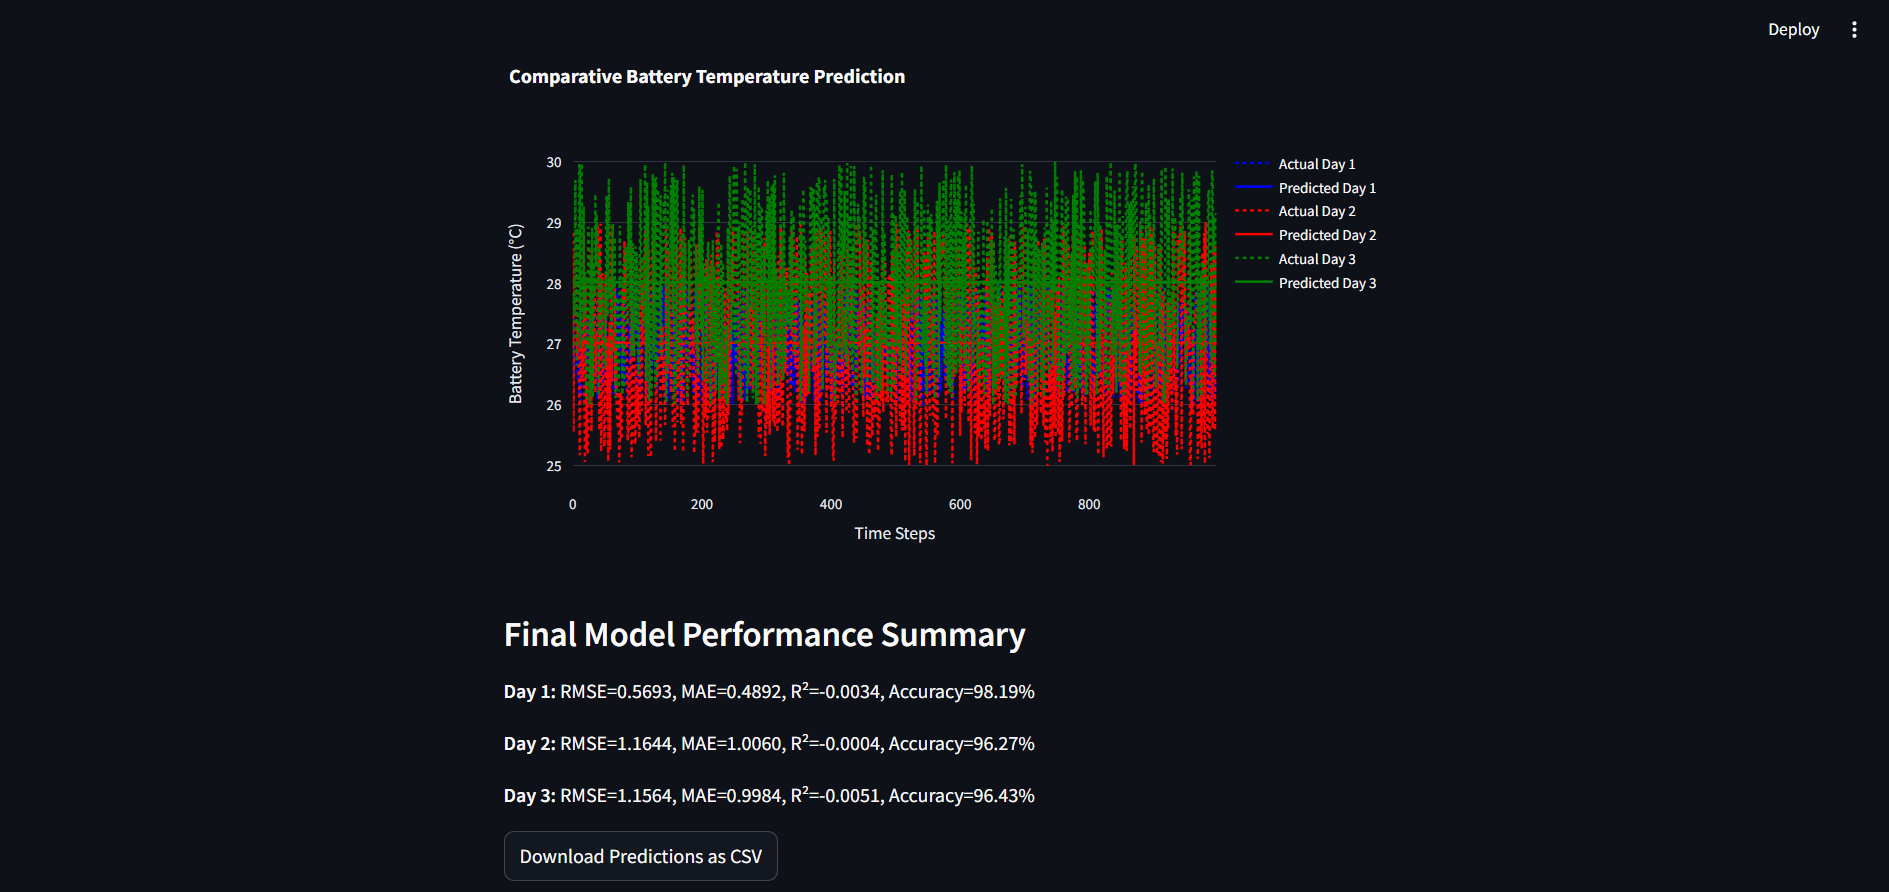 Deploy
Comparative Battery Temperature Prediction
30
29
28
27
26
25
Battery Temperature (°C)
0 200 400 600 800
Time Steps
Actual Day 1
Predicted Day 1
Actual Day 2
Predicted Day 2
Actual Day 3
Predicted Day 3
Final Model Performance Summary
Day 1: RMSE=0.5693, MAE=0.4892, R²=-0.0034, Accuracy=98.19%
Day 2: RMSE=1.1644, MAE=1.0060, R²=-0.0004, Accuracy=96.27%
Day 3: RMSE=1.1564, MAE=0.9984, R²=-0.0051, Accuracy=96.43%
Download Predictions as CSV